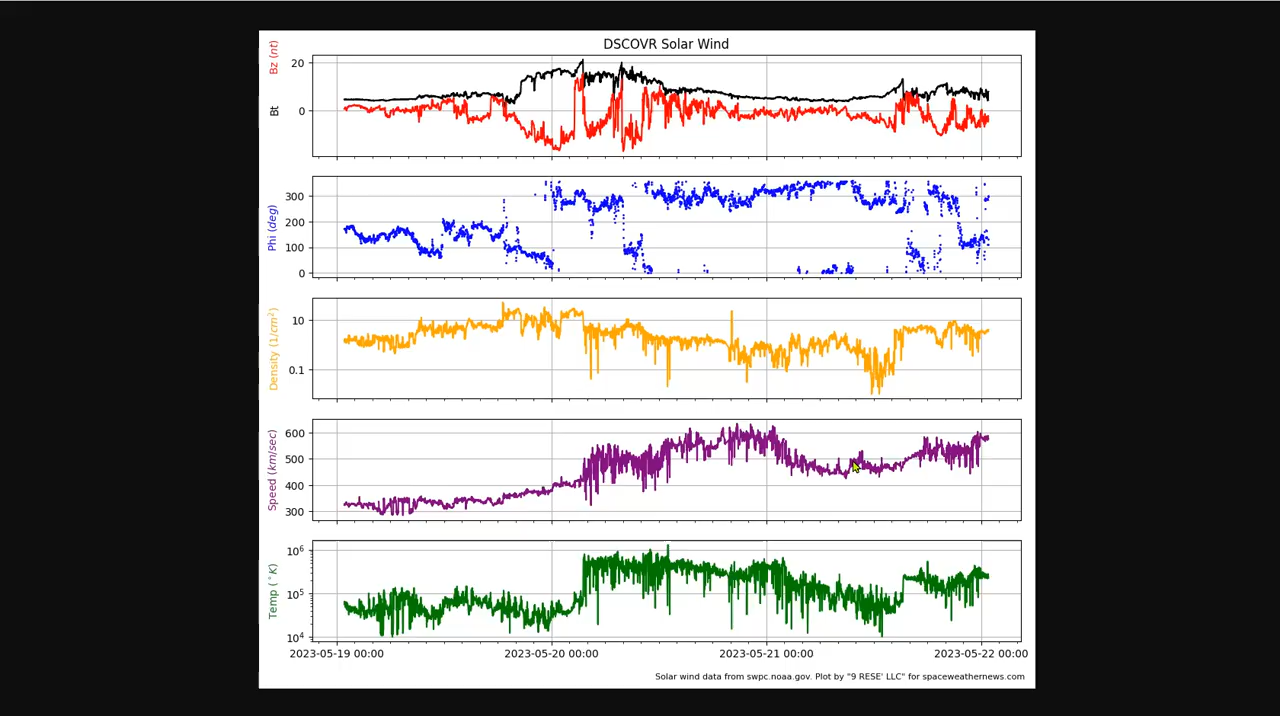 DSCOVR Solar Wind
Bz (nt)
Bt
20
0
Phi (deg)
300
200
100
0
Density (1/cm²)
10
0.1
Speed (km/sec)
600
500
400
300
Temp (°K)
10⁶
10⁵
10⁴
2023-05-19 00:00 2023-05-20 00:00 2023-05-21 00:00 2023-05-22 00:00
Solar wind data from swpc.noaa.gov. Plot by "9 RESE' LLC" for spaceweathernews.com